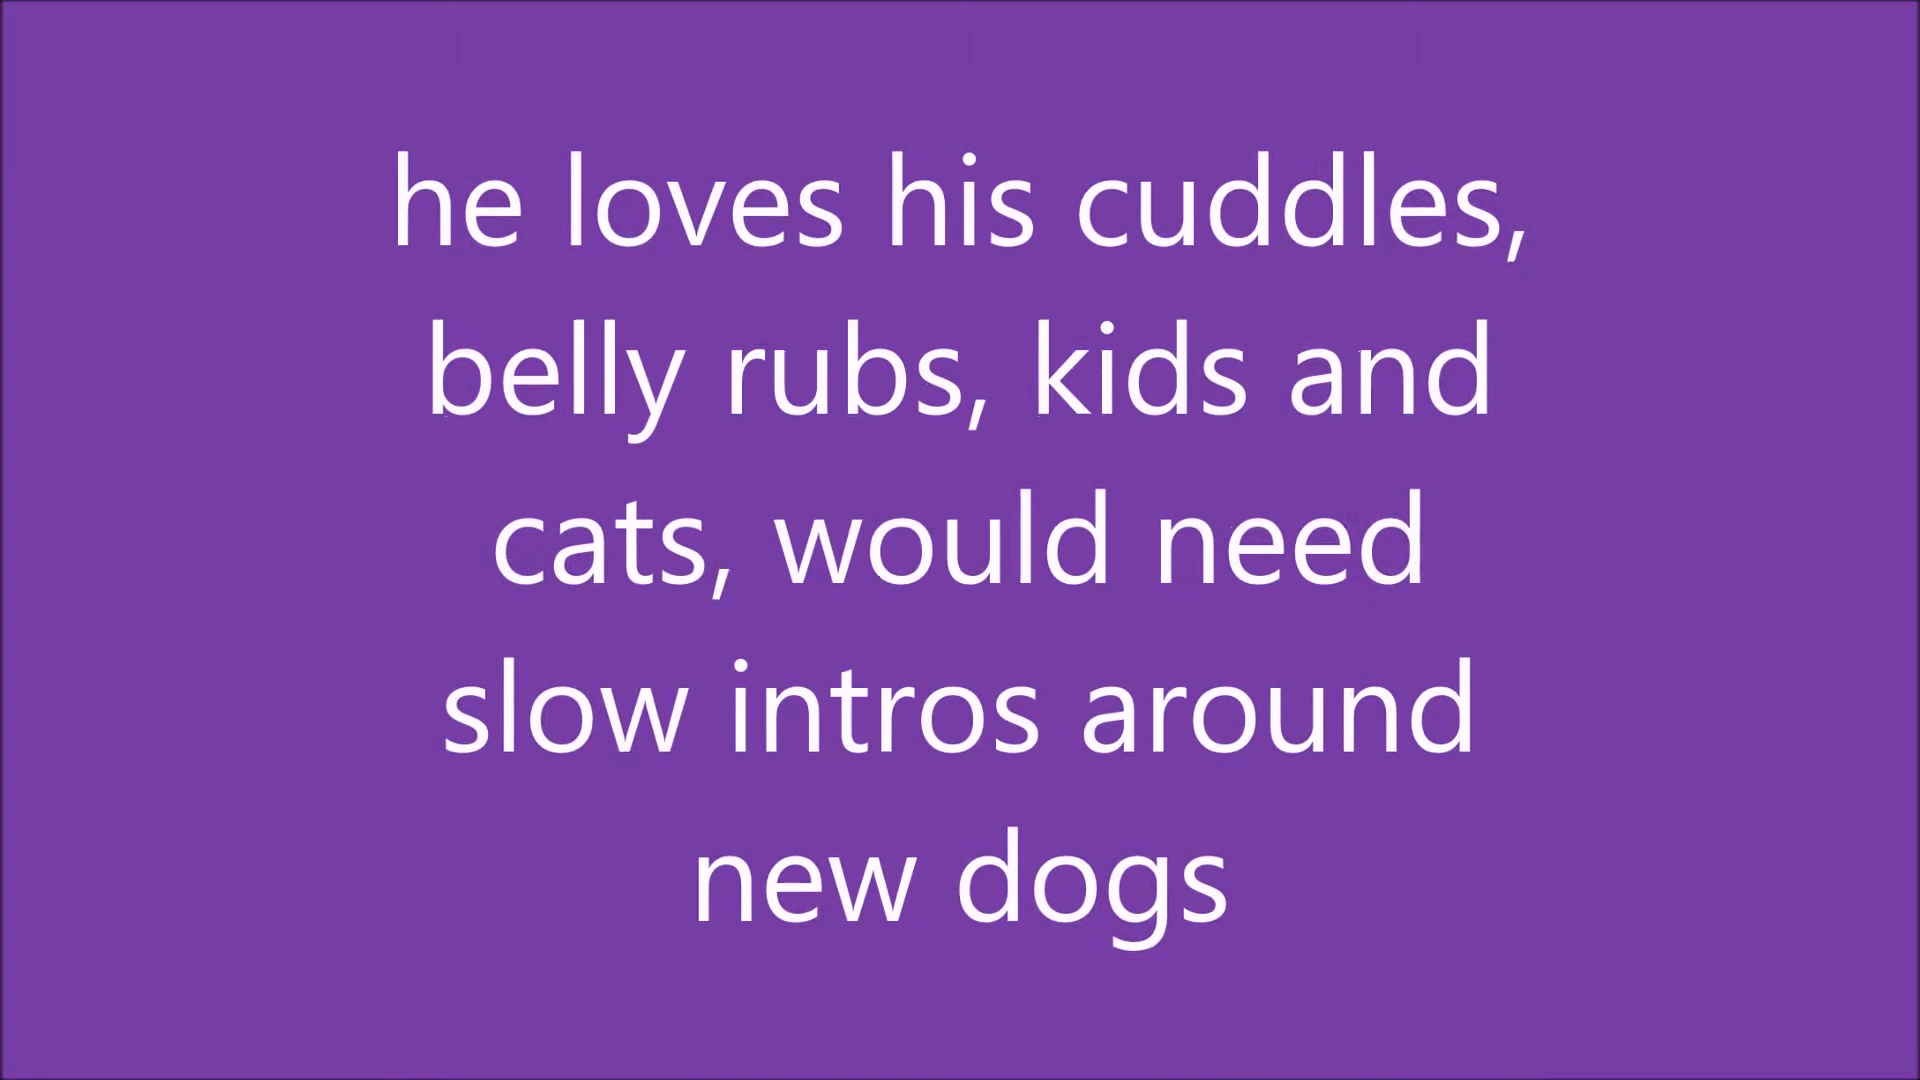 he loves his cuddles,
belly rubs, kids and
cats, would need
slow intros around
new dogs